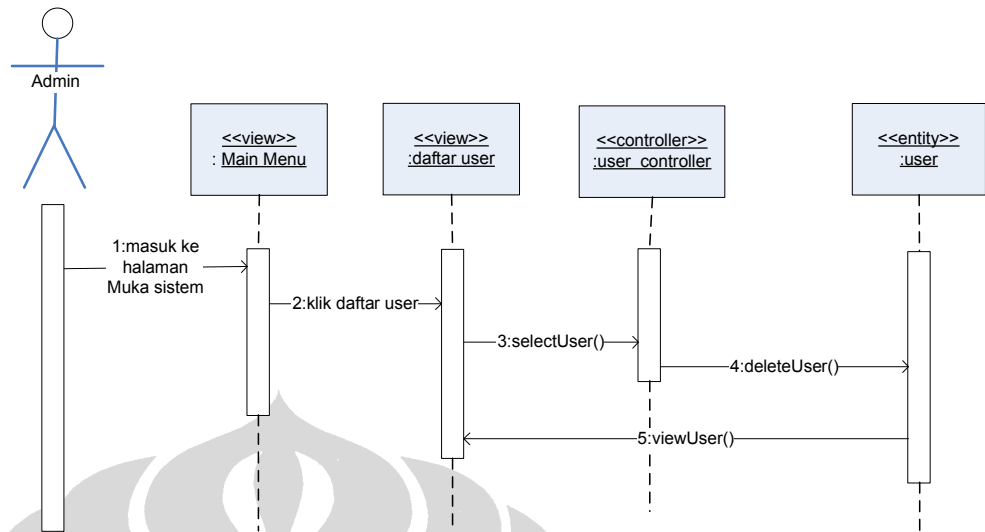 Admin
<<view>>
: Main Menu
<<view>>
:daftar user
<<controller>>
:user_controller
<<entity>>
:user
1:masuk ke
halaman
Muka sistem
2:klik daftar user
3:selectUser()
4:deleteUser()
5:viewUser()